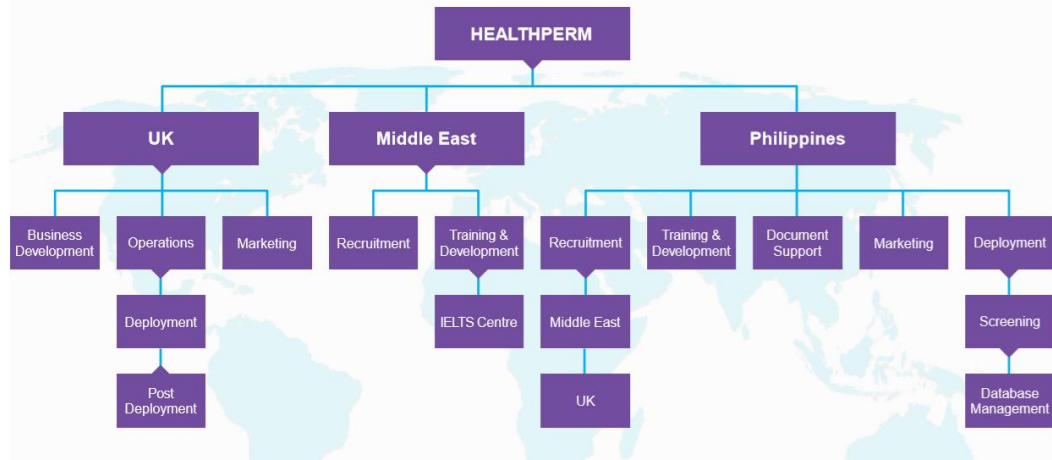 HEALTHPERM
UK
Middle East
Philippines
Business
Development
Operations
Marketing
Recruitment
Training &
Development
Recruitment
Training &
Development
Document
Support
Marketing
Deployment
Deployment
IELTS Centre
Middle East
Screening
Post
Deployment
UK
Database
Management